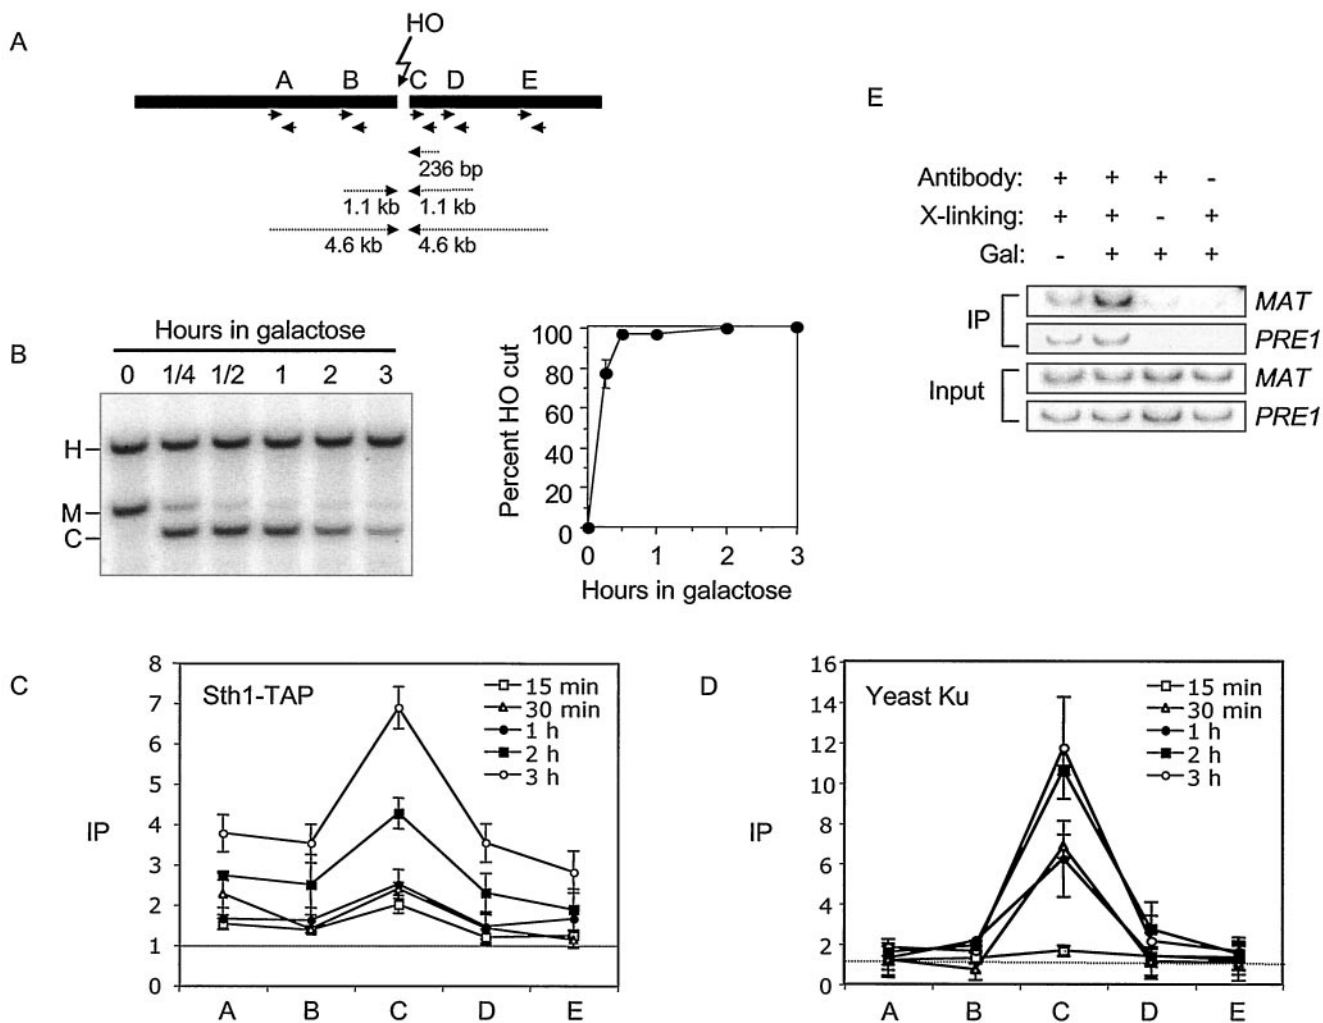 A
HO
A B C D E
236 bp
1.1 kb 1.1 kb
4.6 kb 4.6 kb
E
Antibody: + + + -
X-linking: + + - +
Gal: - + + +
IP
MAT
PRE1
Input
MAT
PRE1
B
Hours in galactose
0 1/4 1/2 1 2 3
H
M
C
Percent HO cut
100
80
60
40
20
0
0 1 2 3
Hours in galactose
C
Sth1-TAP
15 min
30 min
1 h
2 h
3 h
IP
8
7
6
5
4
3
2
1
0
A B C D E
D
Yeast Ku
15 min
30 min
1 h
2 h
3 h
IP
16
14
12
10
8
6
4
2
0
A B C D E